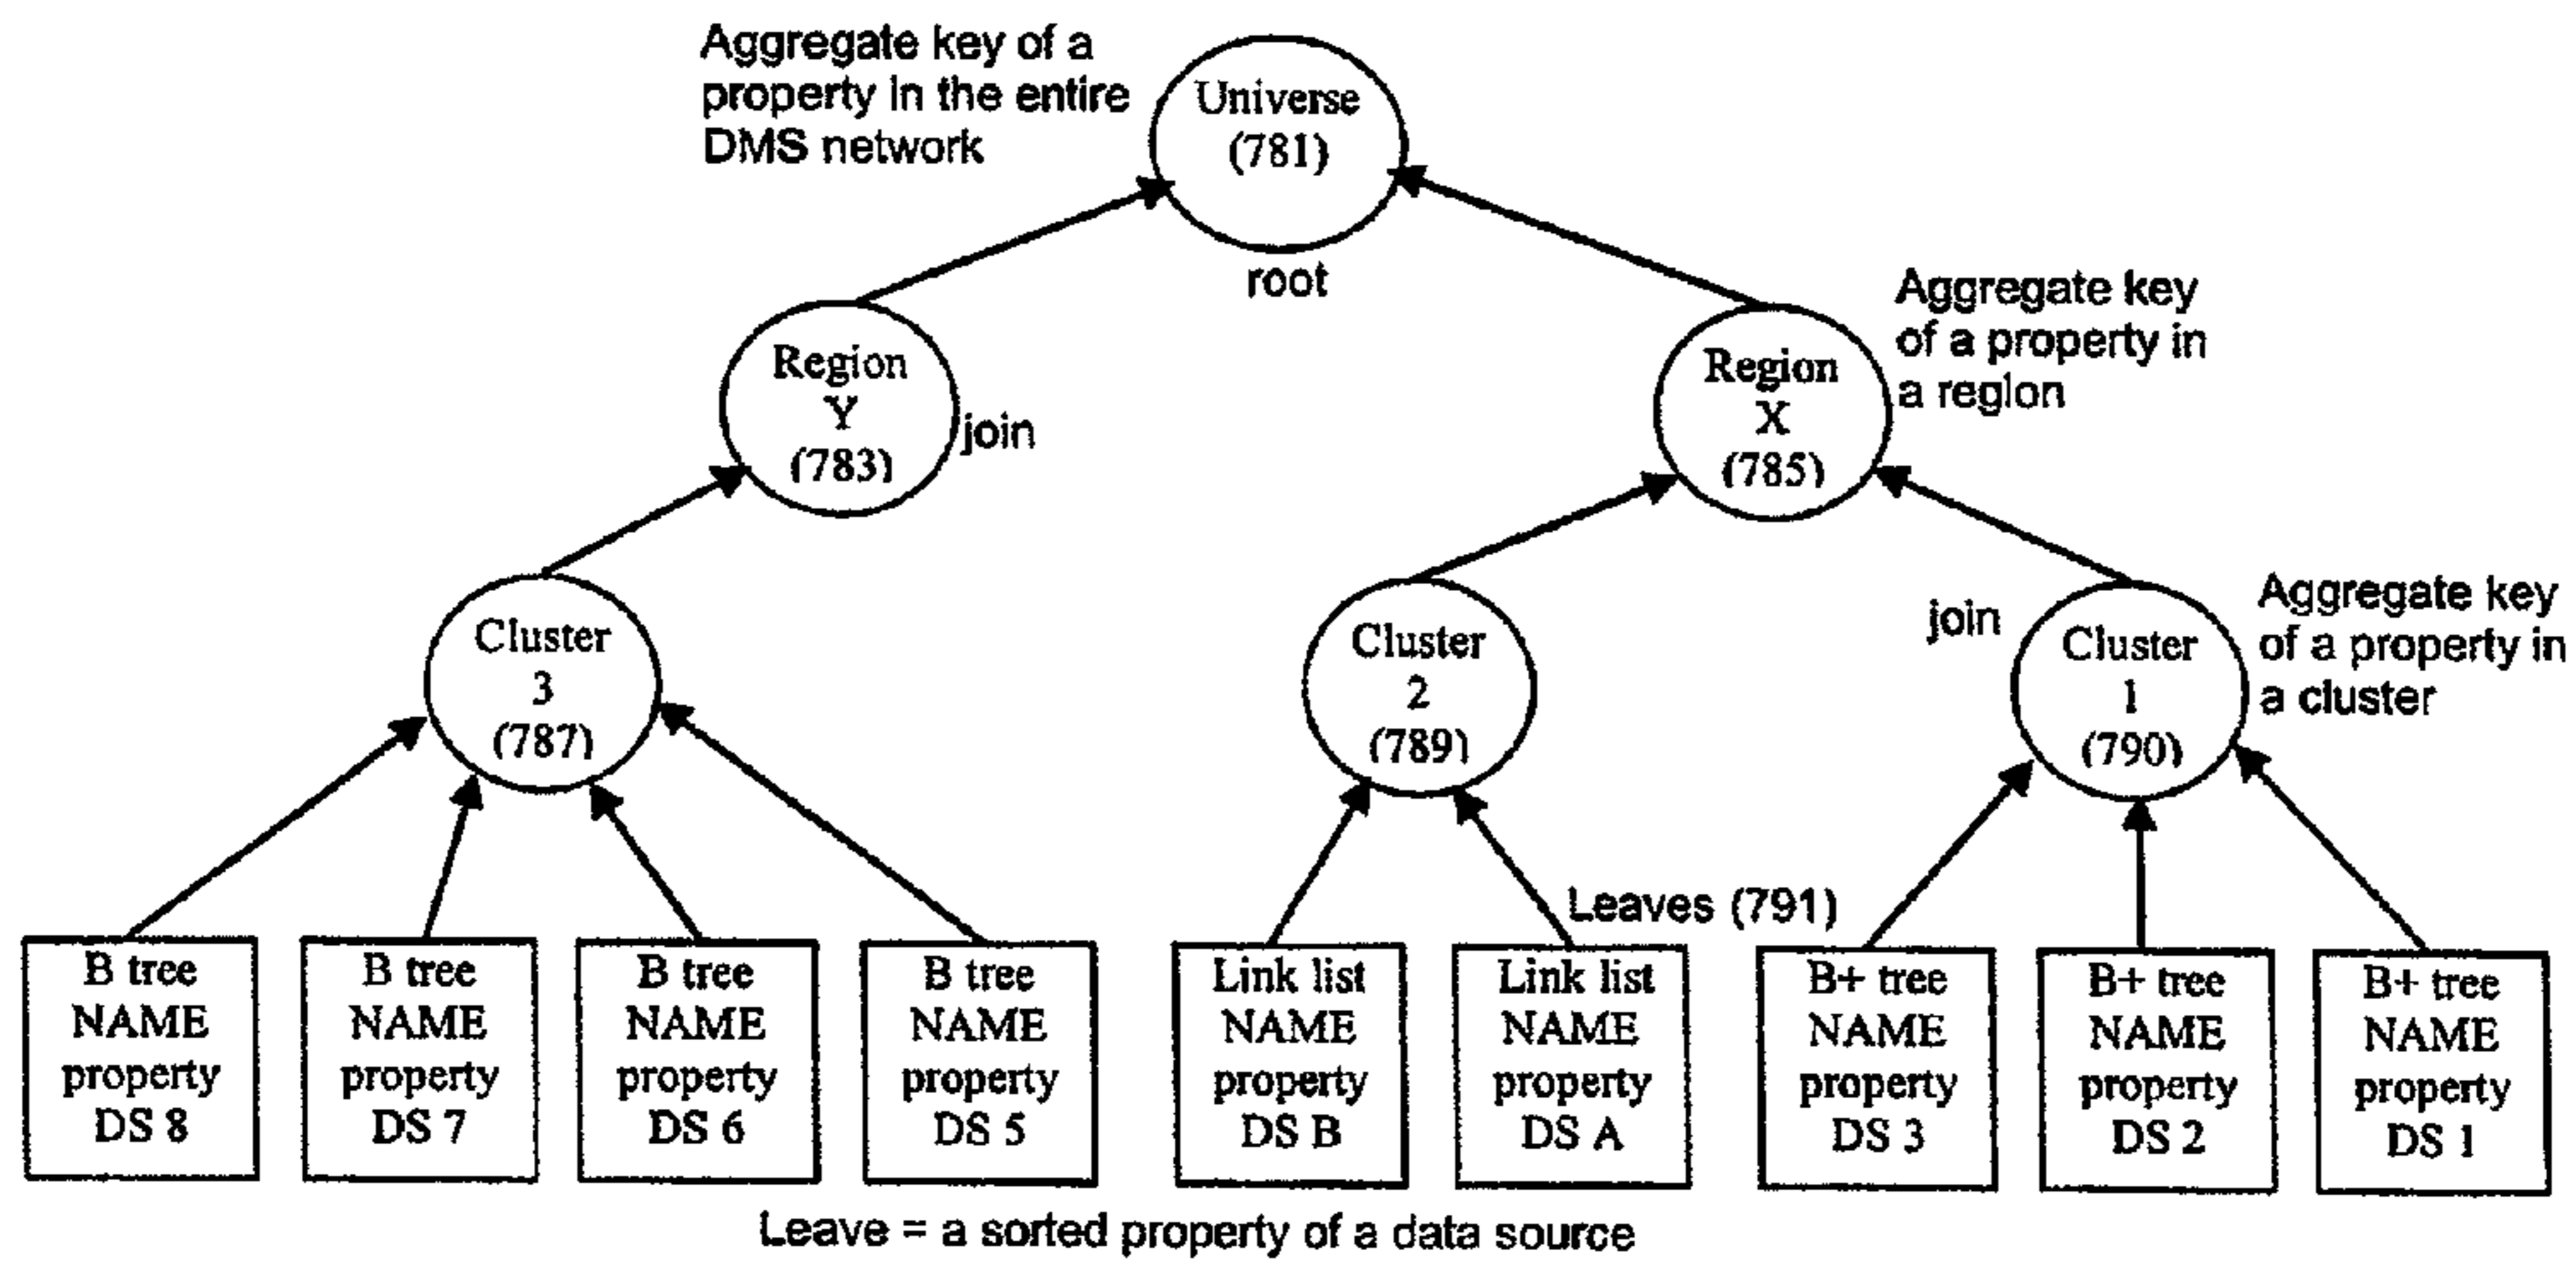 Aggregate key of a
property in the entire
DMS network
Universe
(781)
root
Region
Y
(783)
join
Region
X
(785)
Aggregate key
of a property in
a region
Cluster
3
(787)
Cluster
2
(789)
join
Cluster
1
(790)
Aggregate key
of a property in
a cluster
Leaves (791)
B tree
NAME
property
DS 8
B tree
NAME
property
DS 7
B tree
NAME
property
DS 6
B tree
NAME
property
DS 5
Link list
NAME
property
DS B
Link list
NAME
property
DS A
B+ tree
NAME
property
DS 3
B+ tree
NAME
property
DS 2
B+ tree
NAME
property
DS 1
Leave = a sorted property of a data source